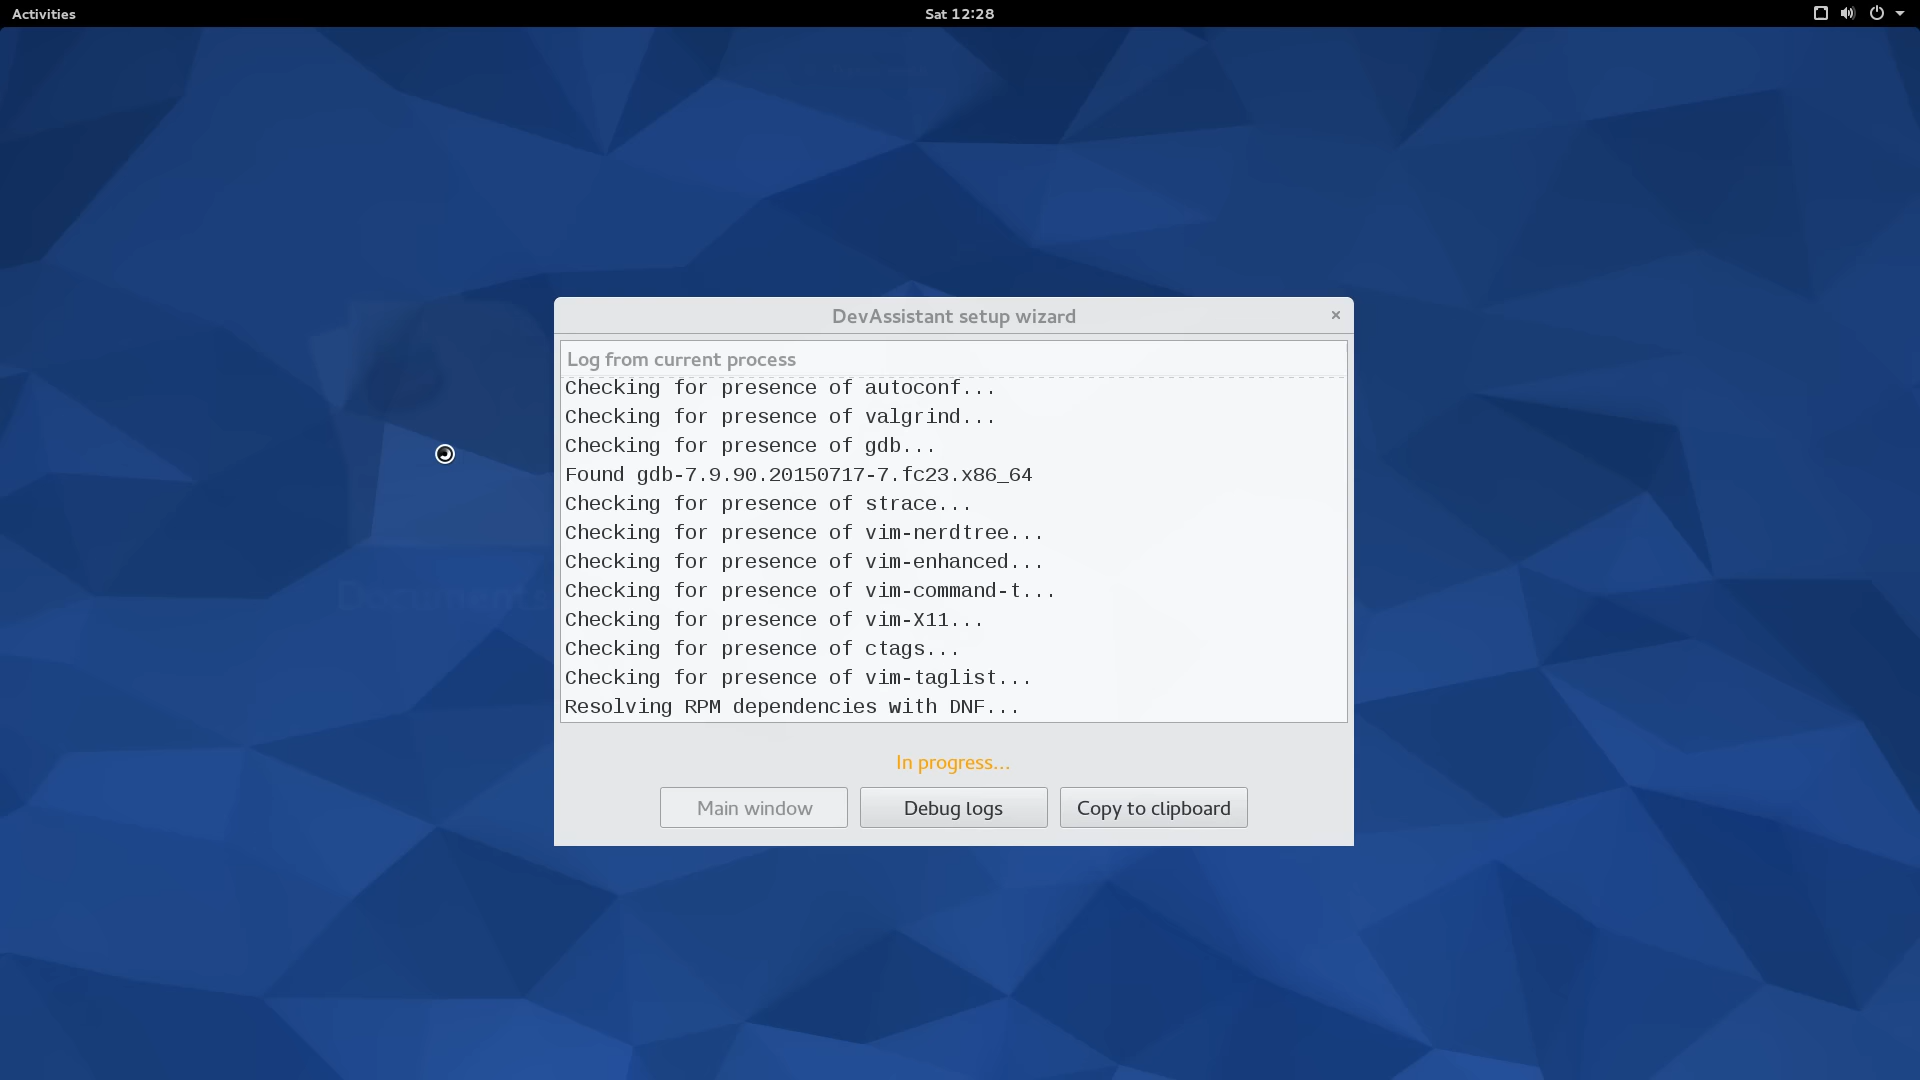 Activities
Sat 12:28
DevAssistant setup wizard
Log from current process
Checking for presence of autoconf...
Checking for presence of valgrind...
Checking for presence of gdb...
Found gdb-7.9.90.20150717-7.fc23.x86_64
Checking for presence of strace...
Checking for presence of vim-nerdtree...
Checking for presence of vim-enhanced...
Checking for presence of vim-command-t...
Checking for presence of vim-X11...
Checking for presence of ctags...
Checking for presence of vim-taglist...
Resolving RPM dependencies with DNF...
Documents
In progress...
Main window
Debug logs
Copy to clipboard